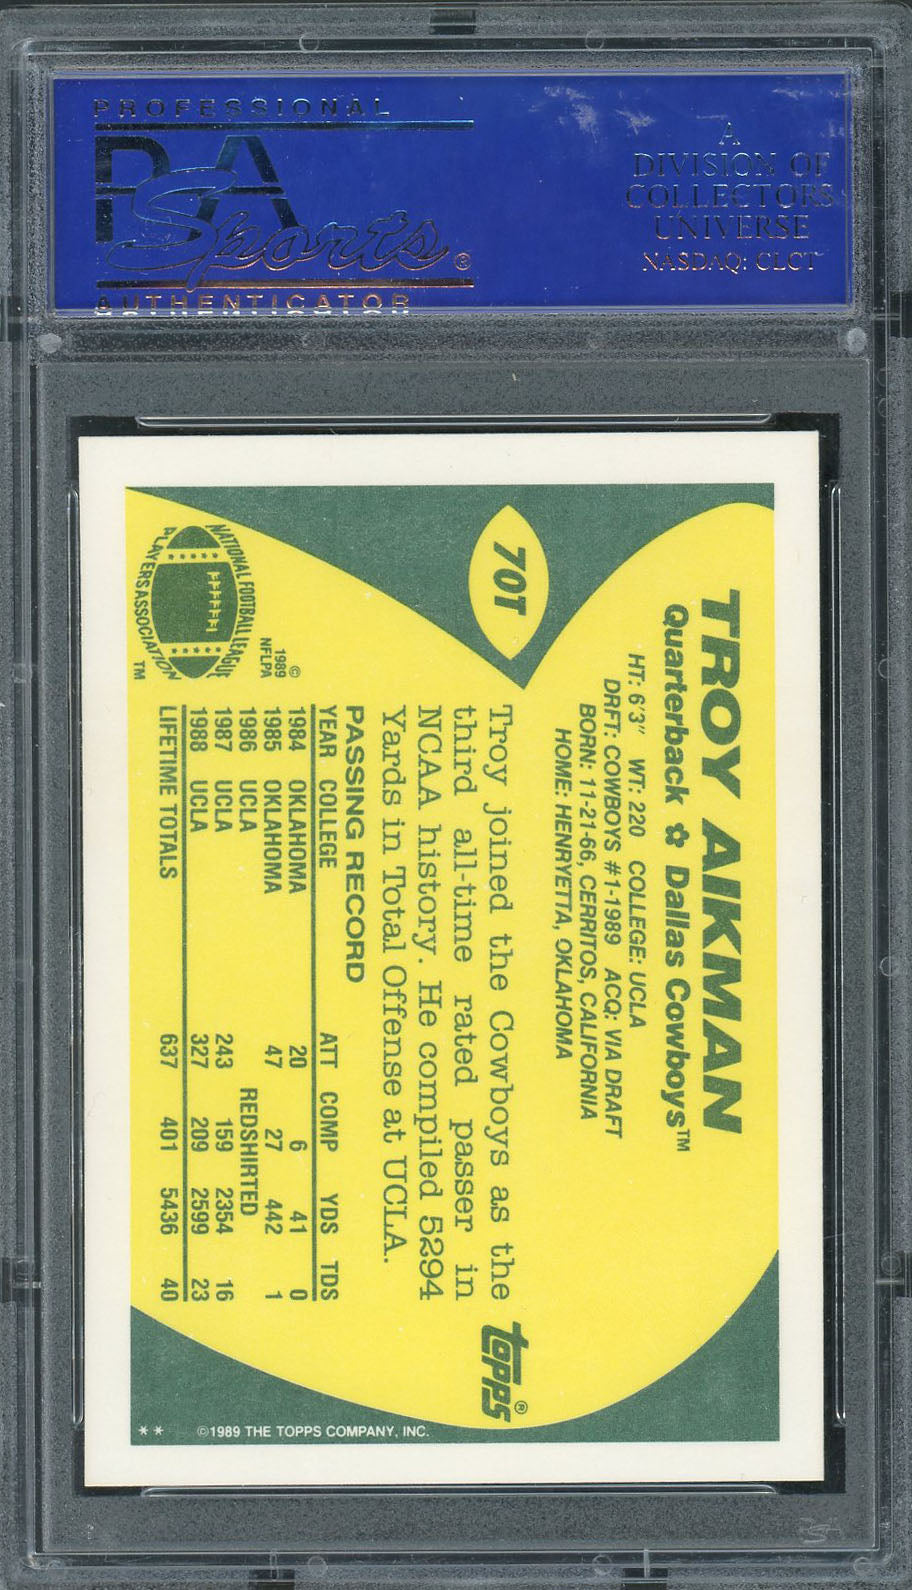 PROFESSIONAL
PSA
Sports®
AUTHENTICATOR
A
DIVISION OF
COLLECTORS
UNIVERSE
NASDAQ: CLCT
70T
TROY AIKMAN
Quarterback ✿ Dallas Cowboys™
HT: 6'3" WT: 220 COLLEGE: UCLA
DRFT: COWBOYS #1-1989 ACQ: VIA DRAFT
BORN: 11-21-66, CERRITOS, CALIFORNIA
HOME: HENRYETTA, OKLAHOMA
Troy joined the Cowboys as the
third all-time rated passer in
NCAA history. He compiled 5294
Yards in Total Offense at UCLA.
PASSING RECORD
YEAR COLLEGE ATT COMP YDS TDS
1984 OKLAHOMA 20 6 41 0
1985 OKLAHOMA 47 27 442 1
1986 UCLA REDSHIRTED
1987 UCLA 243 159 2354 16
1988 UCLA 327 209 2599 23
LIFETIME TOTALS 637 401 5436 40
NATIONAL FOOTBALL LEAGUE
PLAYERS ASSOCIATION
TM
©
1989
NFLPA
TOPPS®
** ©1989 THE TOPPS COMPANY, INC.